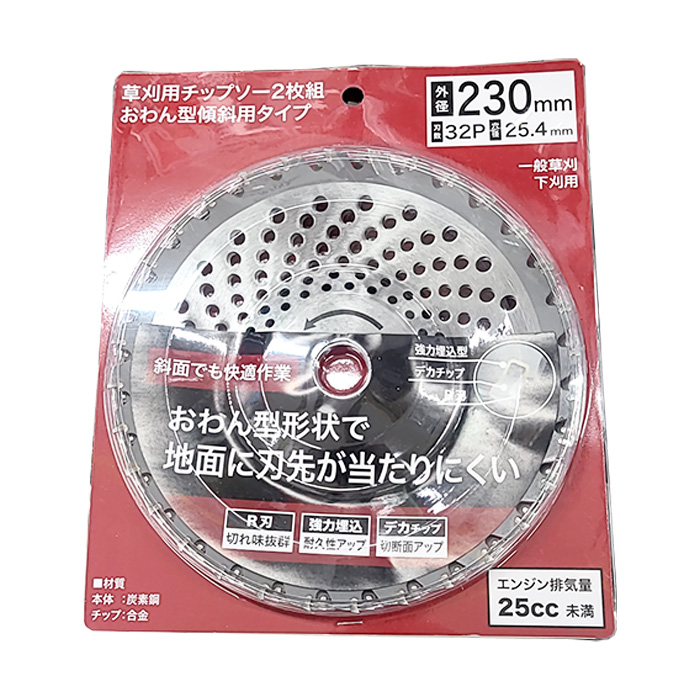 草刈用チップソー2枚組
おわん型傾斜用タイプ
外径 230mm
刃数 32P 穴径 25.4mm
一般草刈
下刈用
強力埋込型
デカチップ
R刃
斜面でも快適作業
おわん型形状で
地面に刃先が当たりにくい
R刃 強力埋込 デカチップ
切れ味抜群 耐久性アップ 切断面アップ
■材質
本体：炭素鋼
チップ：合金
エンジン排気量
25cc 未満